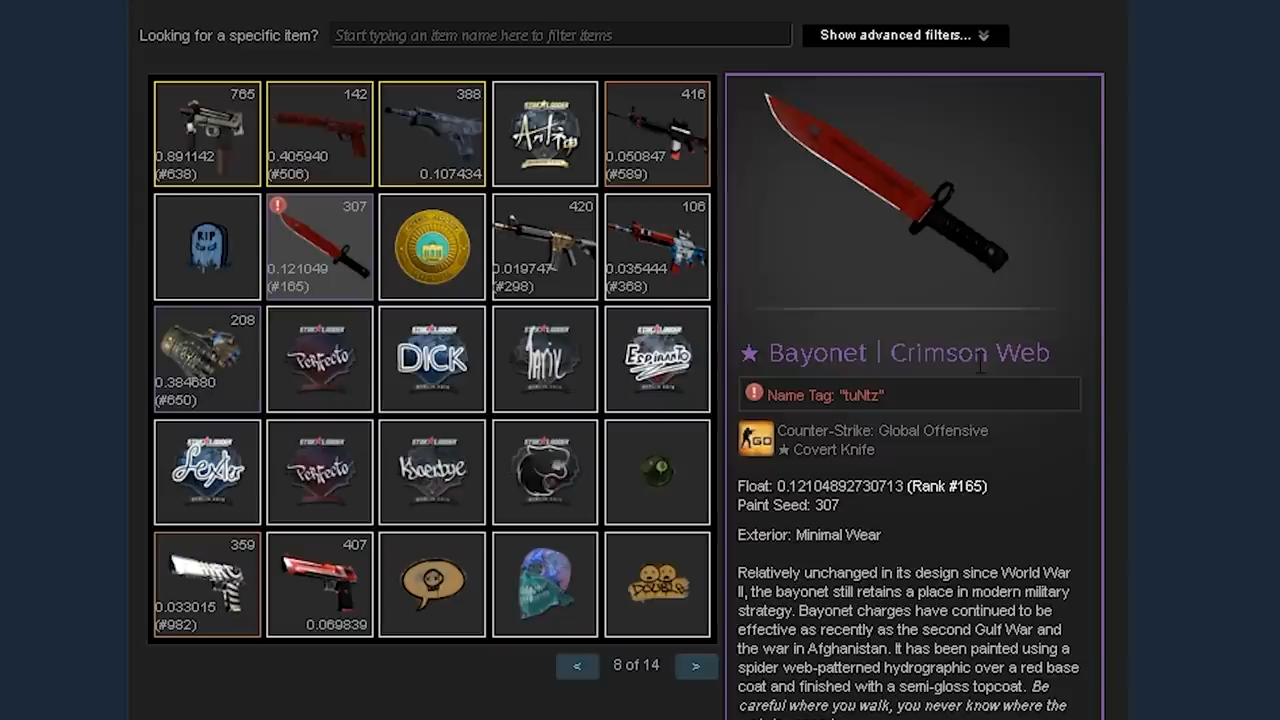 Looking for a specific item?
Start typing an item name here to filter items
Show advanced filters...
765
0.891142
(#638)
142
0.405940
(#506)
388
0.107434
416
0.050847
(#589)
RIP
307
0.121049
(#165)
420
0.019747
(#298)
106
0.035444
(#368)
208
0.384680
(#650)
Perfecto
DICK
Espiranto
Perfecto
Kjaerbye
359
0.033015
(#982)
407
0.069839
DOUBLE
< 8 of 14 >
★ Bayonet | Crimson Web
Name Tag: "tuNtz"
GO
Counter-Strike: Global Offensive
★ Covert Knife
Float: 0.12104892730713 (Rank #165)
Paint Seed: 307
Exterior: Minimal Wear
Relatively unchanged in its design since World War
II, the bayonet still retains a place in modern military
strategy. Bayonet charges have continued to be
effective as recently as the second Gulf War and
the war in Afghanistan. It has been painted using a
spider web-patterned hydrographic over a red base
coat and finished with a semi-gloss topcoat. Be
careful where you walk, you never know where the